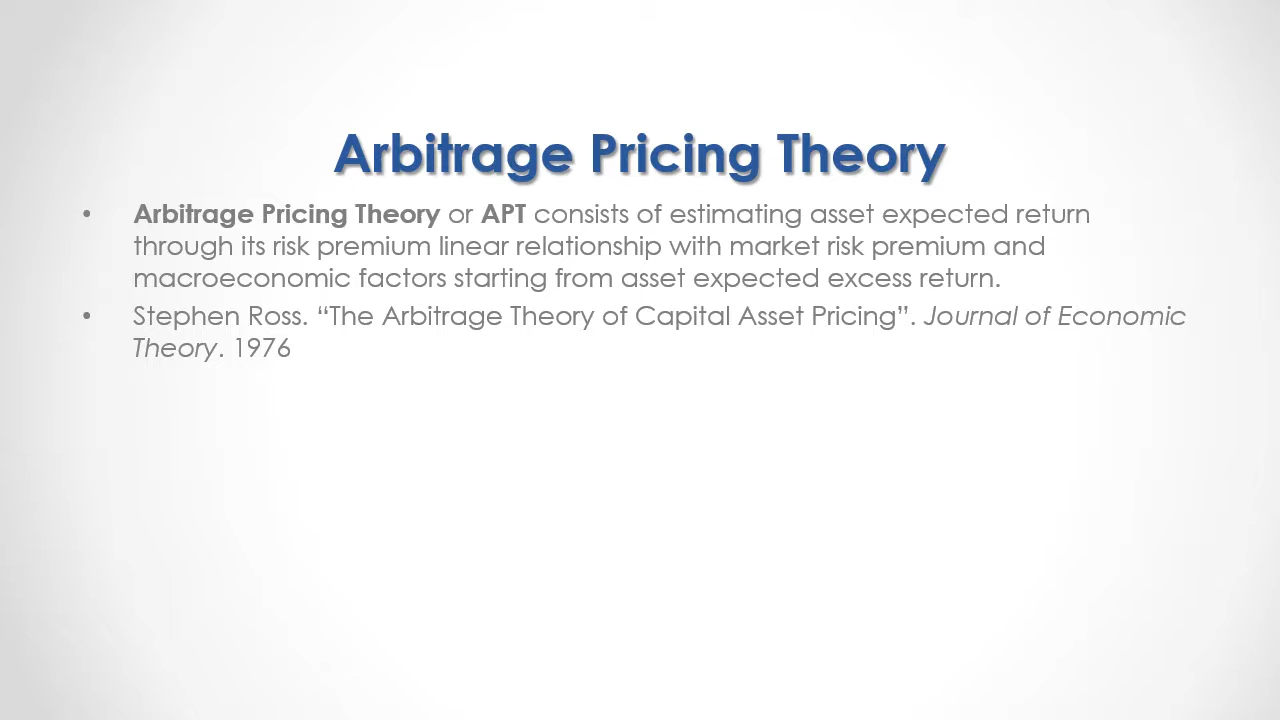 Arbitrage Pricing Theory
• Arbitrage Pricing Theory or APT consists of estimating asset expected return
through its risk premium linear relationship with market risk premium and
macroeconomic factors starting from asset expected excess return.
• Stephen Ross. “The Arbitrage Theory of Capital Asset Pricing”. Journal of Economic
Theory. 1976